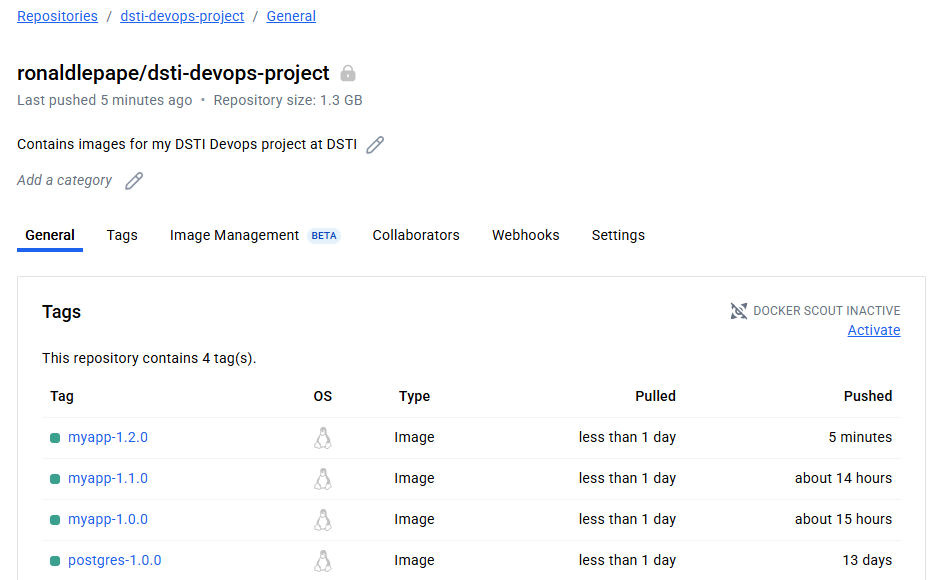 Repositories / dsti-devops-project / General
ronaldlepape/dsti-devops-project
Last pushed 5 minutes ago • Repository size: 1.3 GB
Contains images for my DSTI Devops project at DSTI
Add a category
General Tags Image Management BETA Collaborators Webhooks Settings
Tags
DOCKER SCOUT INACTIVE
Activate
This repository contains 4 tag(s).
Tag OS Type Pulled Pushed
myapp-1.2.0 Image less than 1 day 5 minutes
myapp-1.1.0 Image less than 1 day about 14 hours
myapp-1.0.0 Image less than 1 day about 15 hours
postgres-1.0.0 Image less than 1 day 13 days